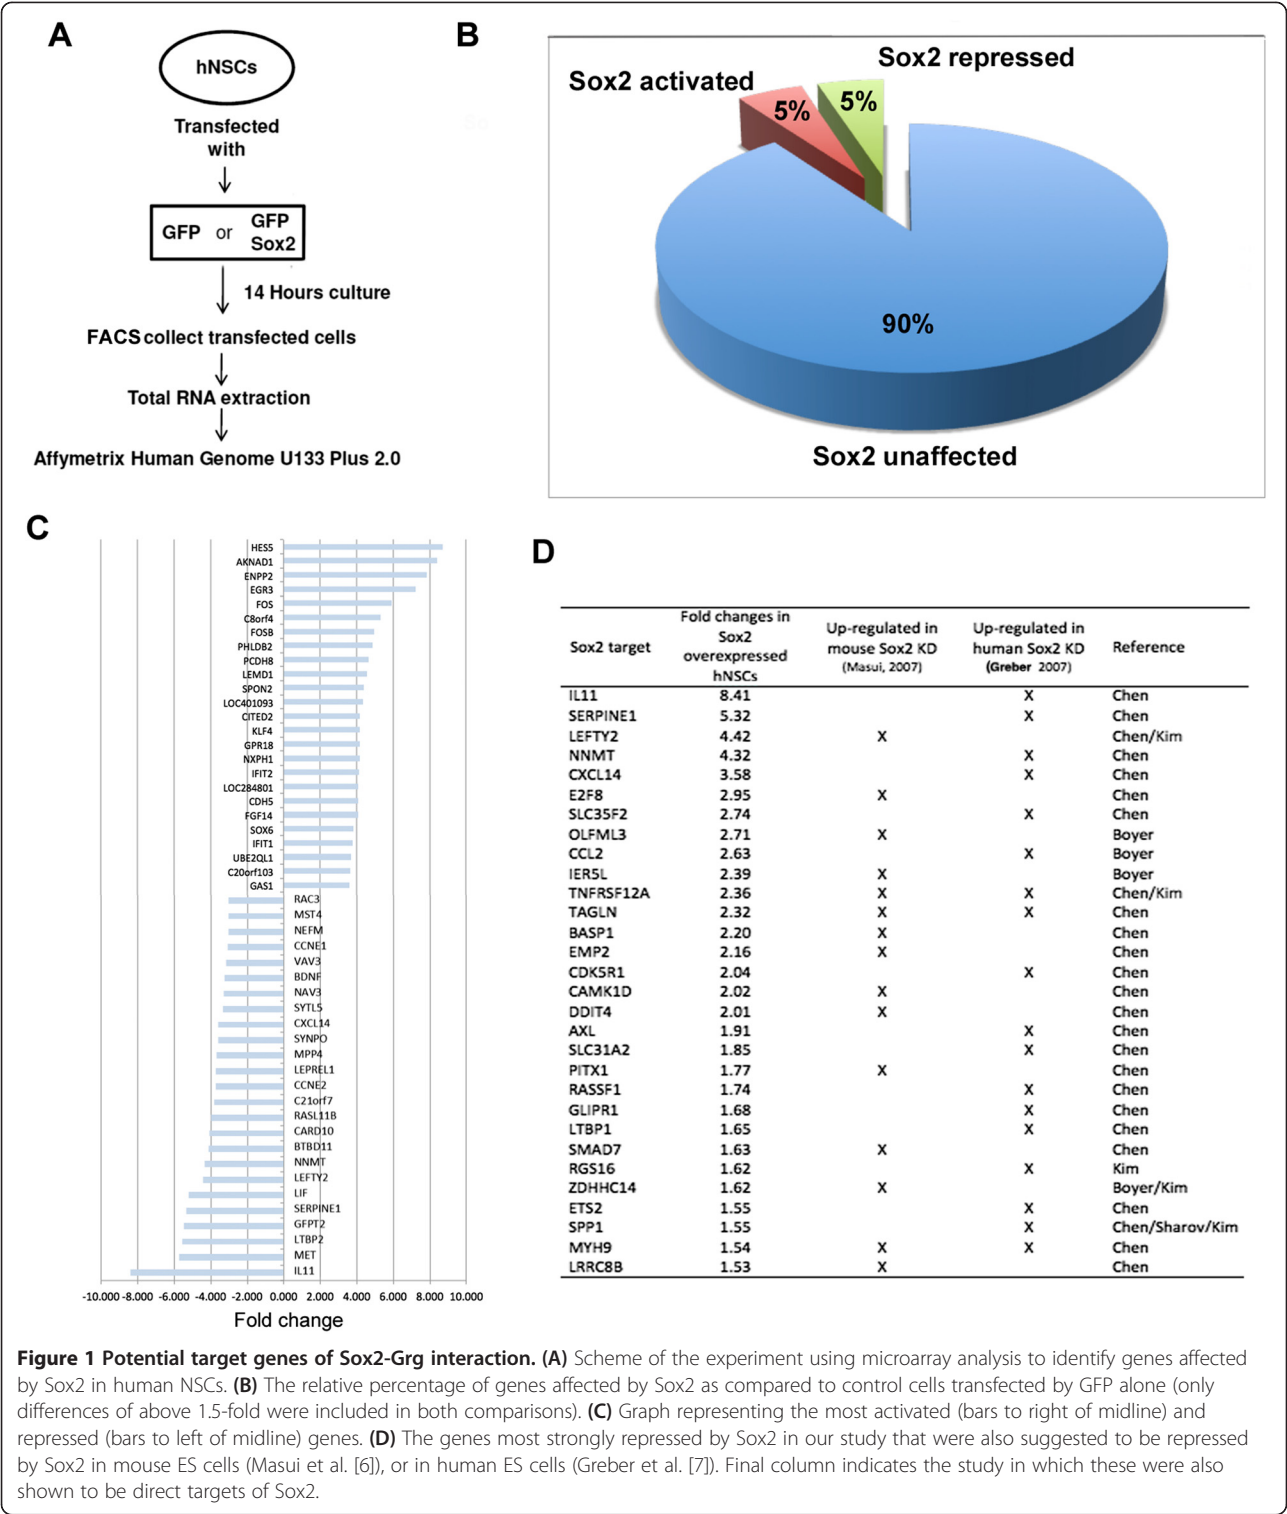 A
hNSCs
Transfected
with
GFP or GFP
Sox2
14 Hours culture
FACS collect transfected cells
Total RNA extraction
Affymetrix Human Genome U133 Plus 2.0
B
Sox2 repressed
Sox2 activated
5%
5%
90%
Sox2 unaffected
C
HES5
AKNAD1
ENPP2
EGR3
FOS
C8orf4
FOSB
PHLDB2
PCDH8
LEMD1
SPON2
LOC401093
CITED2
KLF4
GPR18
NXPH1
IFIT2
LOC284801
CDH5
FGF14
SOX6
IFIT1
UBE2QL1
C20orf103
GAS1
RAC3
MST4
NEFM
CCNE1
VAV3
BDNF
NAV3
SYTL5
CXCL14
SYNPO
MPP4
LEPREL1
CCNE2
C21orf7
RASL11B
CARD10
BTBD11
NNMT
LEFTY2
LIF
SERPINE1
GFPT2
LTBP2
MET
IL11
-10.000 -8.000 -6.000 -4.000 -2.000 0.000 2.000 4.000 6.000 8.000 10.000
Fold change
D
Sox2 target
Fold changes in
Sox2
overexpressed
hNSCs
Up-regulated in
mouse Sox2 KD
(Masui, 2007)
Up-regulated in
human Sox2 KD
(Greber 2007)
Reference
IL11 8.41 X Chen
SERPINE1 5.32 X Chen
LEFTY2 4.42 X Chen/Kim
NNMT 4.32 X Chen
CXCL14 3.58 X Chen
E2F8 2.95 X Chen
SLC35F2 2.74 X Chen
OLFML3 2.71 X Boyer
CCL2 2.63 X Boyer
IER5L 2.39 X Boyer
TNFRSF12A 2.36 X X Chen/Kim
TAGLN 2.32 X X Chen
BASP1 2.20 X Chen
EMP2 2.16 X Chen
CDK5R1 2.04 X Chen
CAMK1D 2.02 X Chen
DDIT4 2.01 X Chen
AXL 1.91 X Chen
SLC31A2 1.85 X Chen
PITX1 1.77 X Chen
RASSF1 1.74 X Chen
GLIPR1 1.68 X Chen
LTBP1 1.65 X Chen
SMAD7 1.63 X Chen
RGS16 1.62 X Kim
ZDHHC14 1.62 X Boyer/Kim
ETS2 1.55 X Chen
SPP1 1.55 X Chen/Sharov/Kim
MYH9 1.54 X X Chen
LRRC8B 1.53 X Chen
Figure 1 Potential target genes of Sox2-Grg interaction. (A) Scheme of the experiment using microarray analysis to identify genes affected
by Sox2 in human NSCs. (B) The relative percentage of genes affected by Sox2 as compared to control cells transfected by GFP alone (only
differences of above 1.5-fold were included in both comparisons). (C) Graph representing the most activated (bars to right of midline) and
repressed (bars to left of midline) genes. (D) The genes most strongly repressed by Sox2 in our study that were also suggested to be repressed
by Sox2 in mouse ES cells (Masui et al. [6]), or in human ES cells (Greber et al. [7]). Final column indicates the study in which these were also
shown to be direct targets of Sox2.